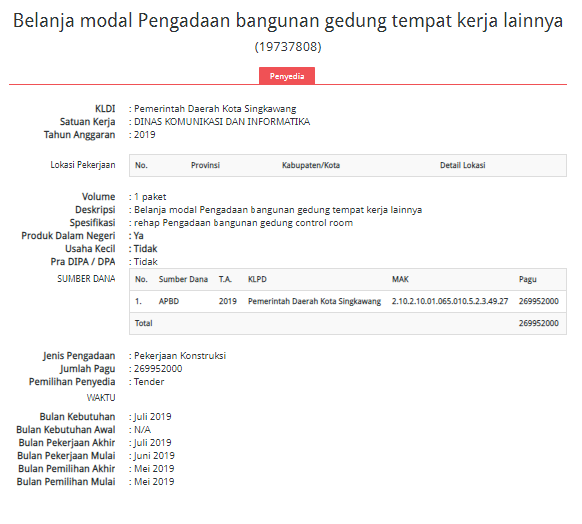 Belanja modal Pengadaan bangunan gedung tempat kerja lainnya
(19737808)
Penyedia
KLDI : Pemerintah Daerah Kota Singkawang
Satuan Kerja : DINAS KOMUNIKASI DAN INFORMATIKA
Tahun Anggaran : 2019
Lokasi Pekerjaan No. Provinsi Kabupaten/Kota Detail Lokasi
Volume : 1 paket
Deskripsi : Belanja modal Pengadaan bangunan gedung tempat kerja lainnya
Spesifikasi : rehap Pengadaan bangunan gedung control room
Produk Dalam Negeri : Ya
Usaha Kecil : Tidak
Pra DIPA / DPA : Tidak
SUMBER DANA No. Sumber Dana T.A. KLPD MAK Pagu
1. APBD 2019 Pemerintah Daerah Kota Singkawang 2.10.2.10.01.065.010.5.2.3.49.27 269952000
Total 269952000
Jenis Pengadaan : Pekerjaan Konstruksi
Jumlah Pagu : 269952000
Pemilihan Penyedia : Tender
WAKTU
Bulan Kebutuhan : Juli 2019
Bulan Kebutuhan Awal : N/A
Bulan Pekerjaan Akhir : Juli 2019
Bulan Pekerjaan Mulai : Juni 2019
Bulan Pemilihan Akhir : Mei 2019
Bulan Pemilihan Mulai : Mei 2019